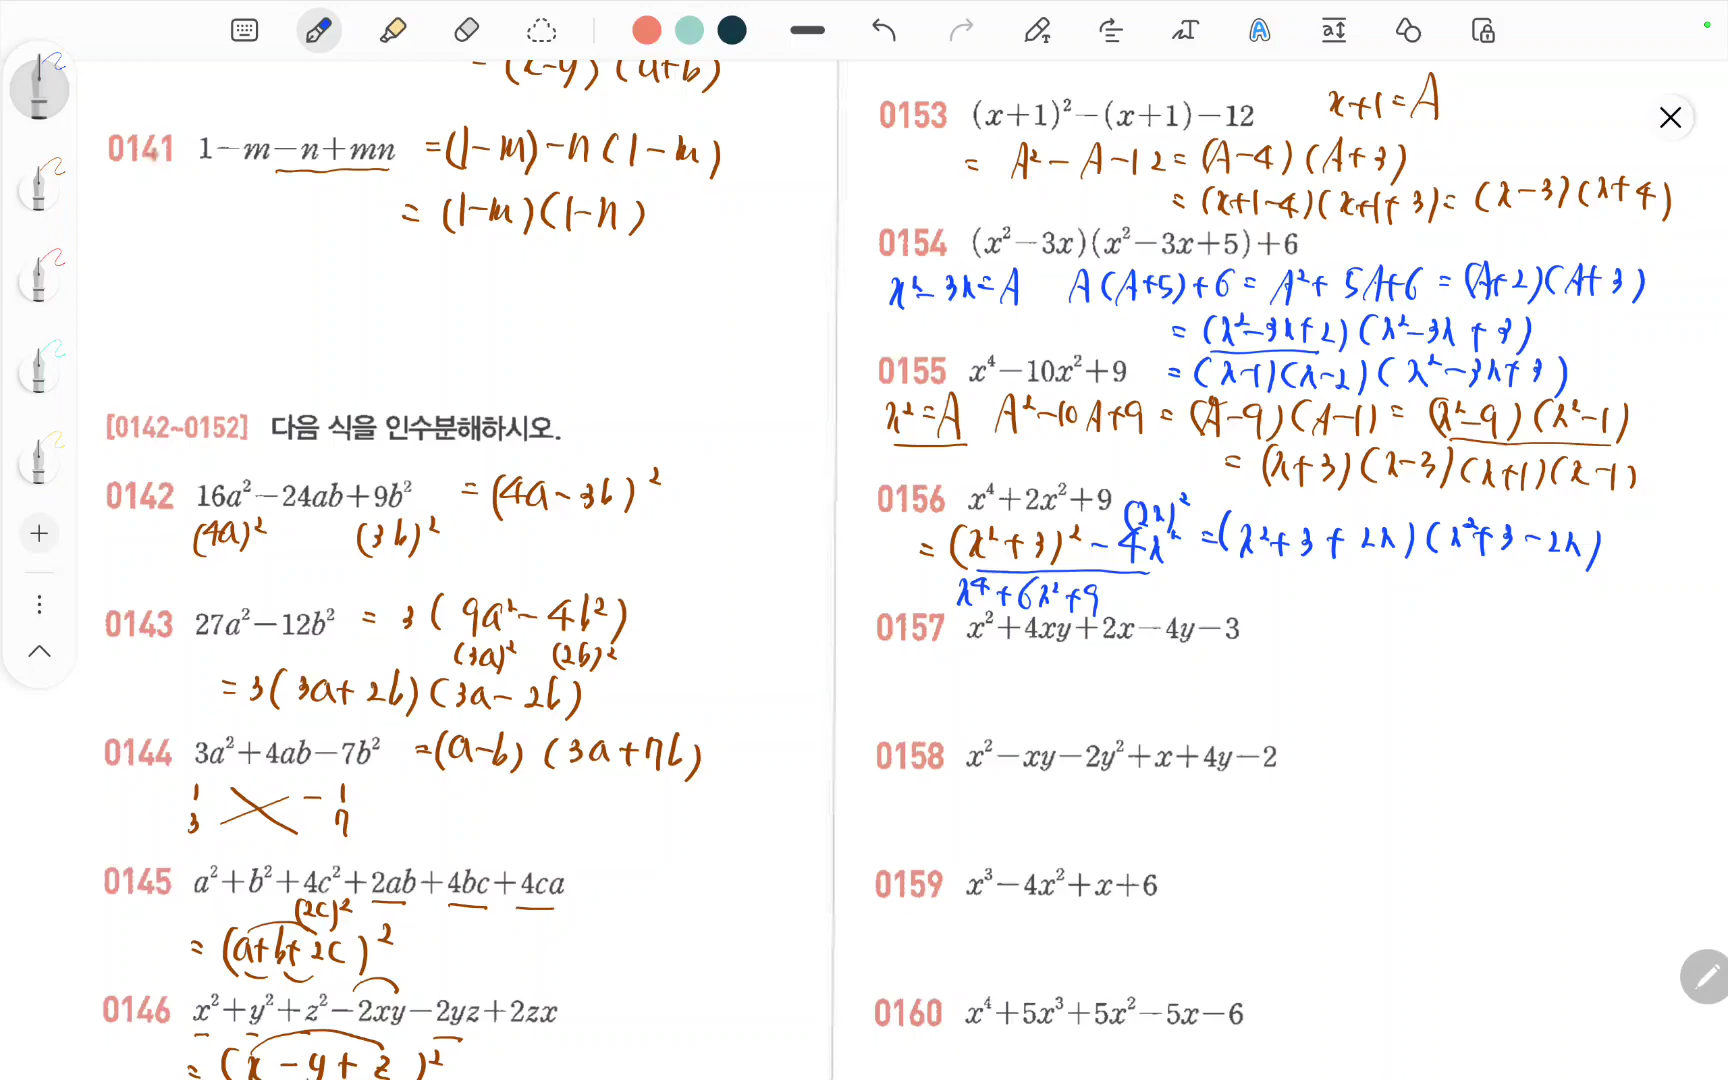 = (x-y)(a+b)
0141 1-m-n+mn =(1-m)-n(1-m)
= (1-m)(1-n)
[0142~0152] 다음 식을 인수분해하시오.
0142 16a²-24ab+9b² =(4a-3b)²
(4a)² (3b)²
0143 27a²-12b² = 3(9a²-4b²)
(3a)² (2b)²
=3(3a+2b)(3a-2b)
0144 3a²+4ab-7b² =(a-b)(3a+7b)
1 -1
3 7
0145 a²+b²+4c²+2ab+4bc+4ca
(2c)²
= (a+b+2c)²
0146 x²+y²+z²-2xy-2yz+2zx
= (x-y+z)²
0153 (x+1)²-(x+1)-12 x+1=A
= A²-A-12=(A-4)(A+3)
=(x+1-4)(x+1+3)=(x-3)(x+4)
0154 (x²-3x)(x²-3x+5)+6
x²-3x=A A(A+5)+6=A²+5A+6=(A+2)(A+3)
=(x²-3x+2)(x²-3x+3)
0155 x⁴-10x²+9 =(x-1)(x-2)(x²-3x+3)
x²=A A²-10A+9=(A-9)(A-1)=(x²-9)(x²-1)
=(x+3)(x-3)(x+1)(x-1)
0156 x⁴+2x²+9 (2x)²
=(x²+3)²-4x²=(x²+3+2x)(x²+3-2x)
x⁴+6x²+9
0157 x²+4xy+2x-4y-3
0158 x²-xy-2y²+x+4y-2
0159 x³-4x²+x+6
0160 x⁴+5x³+5x²-5x-6